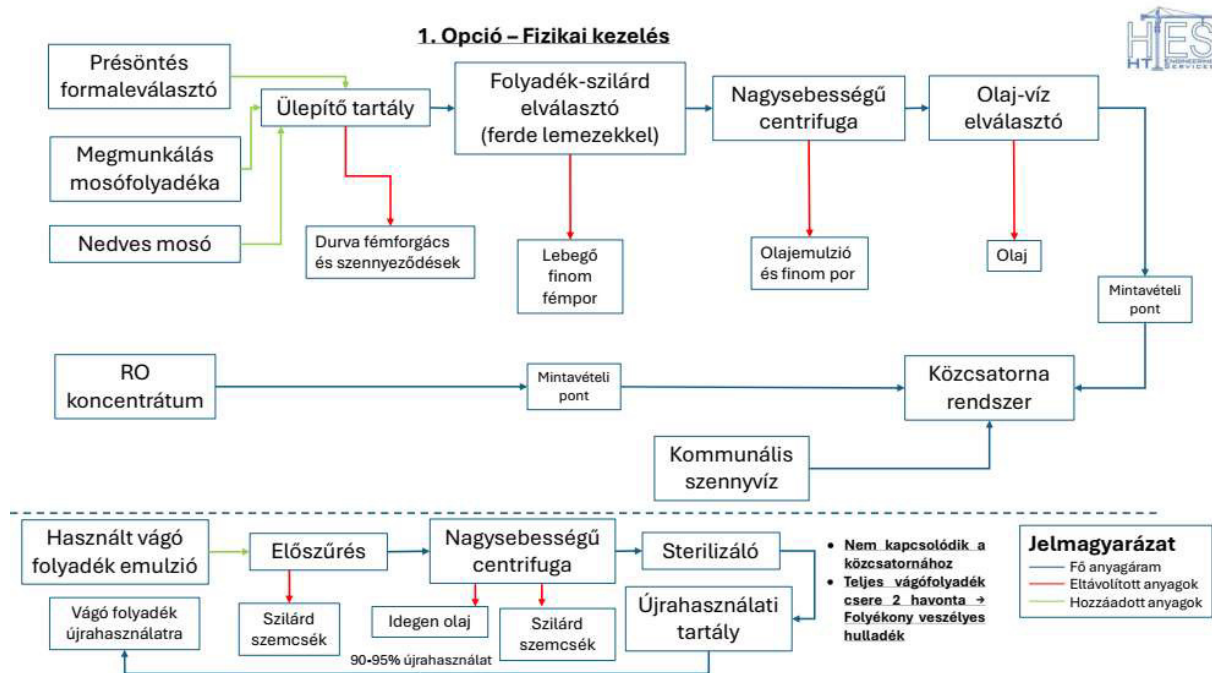 1. Opció – Fizikai kezelés
HTES
HT ENGINEERING
SERVICES
Présöntés
formaleválasztó
Megmunkálás
mosófolyadéka
Nedves mosó
Ülepítő tartály
Folyadék-szilárd
elválasztó
(ferde lemezekkel)
Nagysebességű
centrifuga
Olaj-víz
elválasztó
Durva fémforgács
és szennyeződések
Lebegő
finom
fémpor
Olajemulzió
és finom por
Olaj
Mintavételi
pont
RO
koncentrátum
Mintavételi
pont
Közcsatorna
rendszer
Kommunális
szennyvíz
Használt vágó
folyadék emulzió
Előszűrés
Nagysebességű
centrifuga
Sterilizáló
Vágó folyadék
újrahasználatra
Szilárd
szemcsék
Idegen olaj
Szilárd
szemcsék
Újrahasználati
tartály
90-95% újrahasználat
• Nem kapcsolódik a
közcsatornához
• Teljes vágófolyadék
csere 2 havonta →
Folyékony veszélyes
hulladék
Jelmagyarázat
Fő anyagáram
Eltávolított anyagok
Hozzáadott anyagok